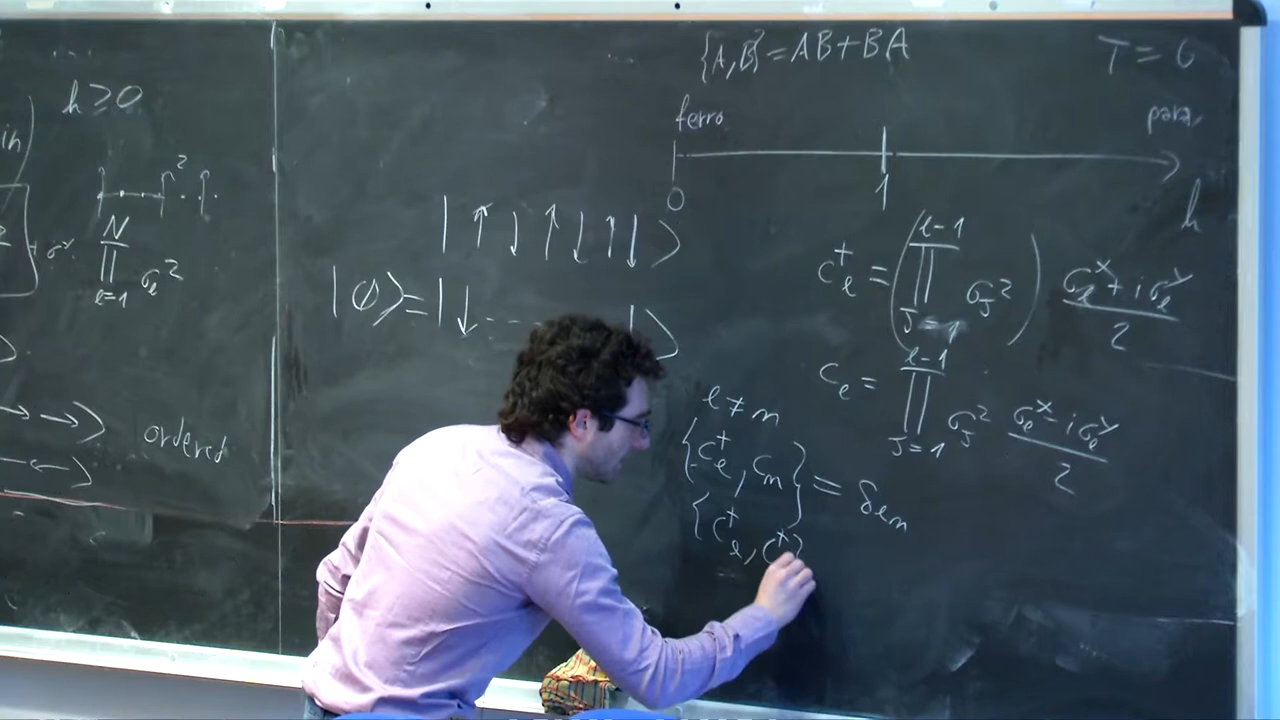 h ≥ 0
in
N
∏ σ_ℓ^z
ℓ=1
ordered
|↑↓↑↓↑↓⟩
|∅⟩=|↓... ↓⟩
{A,B}=AB+BA
T=0
ferro
para
0
1
h
c_ℓ^† = (∏_{J=1}^{ℓ-1} σ_J^z) (σ_ℓ^x + iσ_ℓ^y)/2
c_ℓ = ∏_{J=1}^{ℓ-1} σ_J^z (σ_ℓ^x - iσ_ℓ^y)/2
ℓ≠m
{c_ℓ^†, c_m} = δ_ℓm
{c_ℓ^†, c^†}